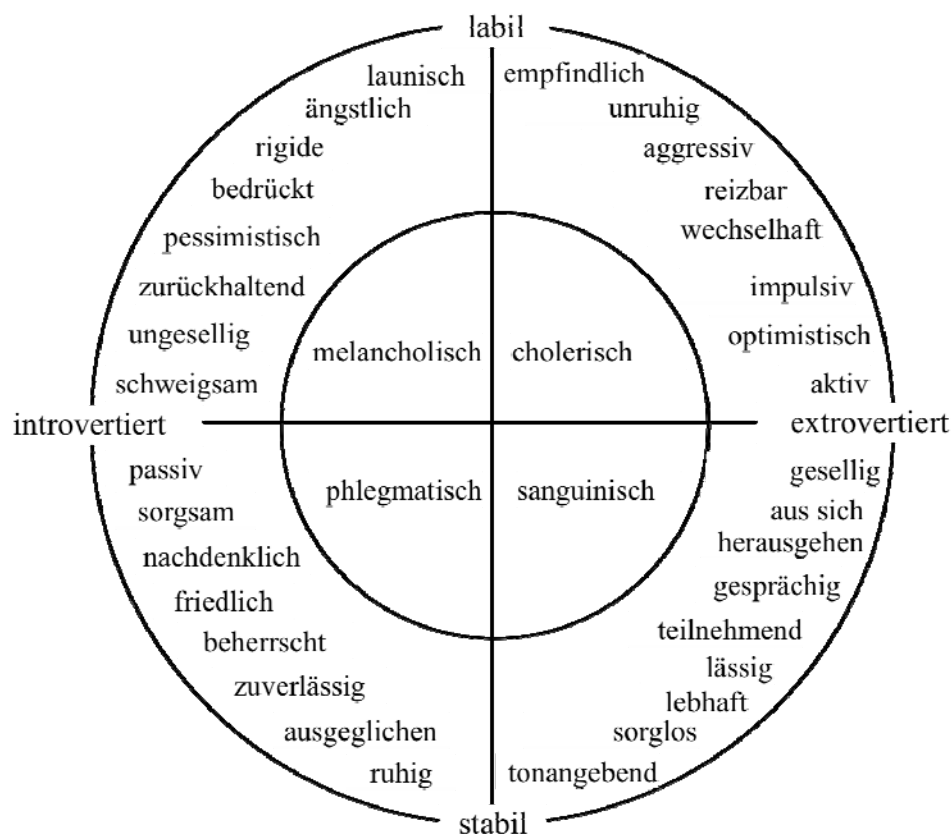 labil
launisch
empfindlich
ängstlich
unruhig
rigide
aggressiv
bedrückt
reizbar
pessimistisch
wechselhaft
zurückhaltend
impulsiv
ungesellig
optimistisch
melancholisch
cholerisch
schweigsam
aktiv
introvertiert
extrovertiert
passiv
gesellig
phlegmatisch
sanguinisch
sorgsam
aus sich
herausgehen
nachdenklich
gesprächig
friedlich
teilnehmend
beherrscht
lässig
zuverlässig
lebhaft
ausgeglichen
sorglos
ruhig
tonangebend
stabil